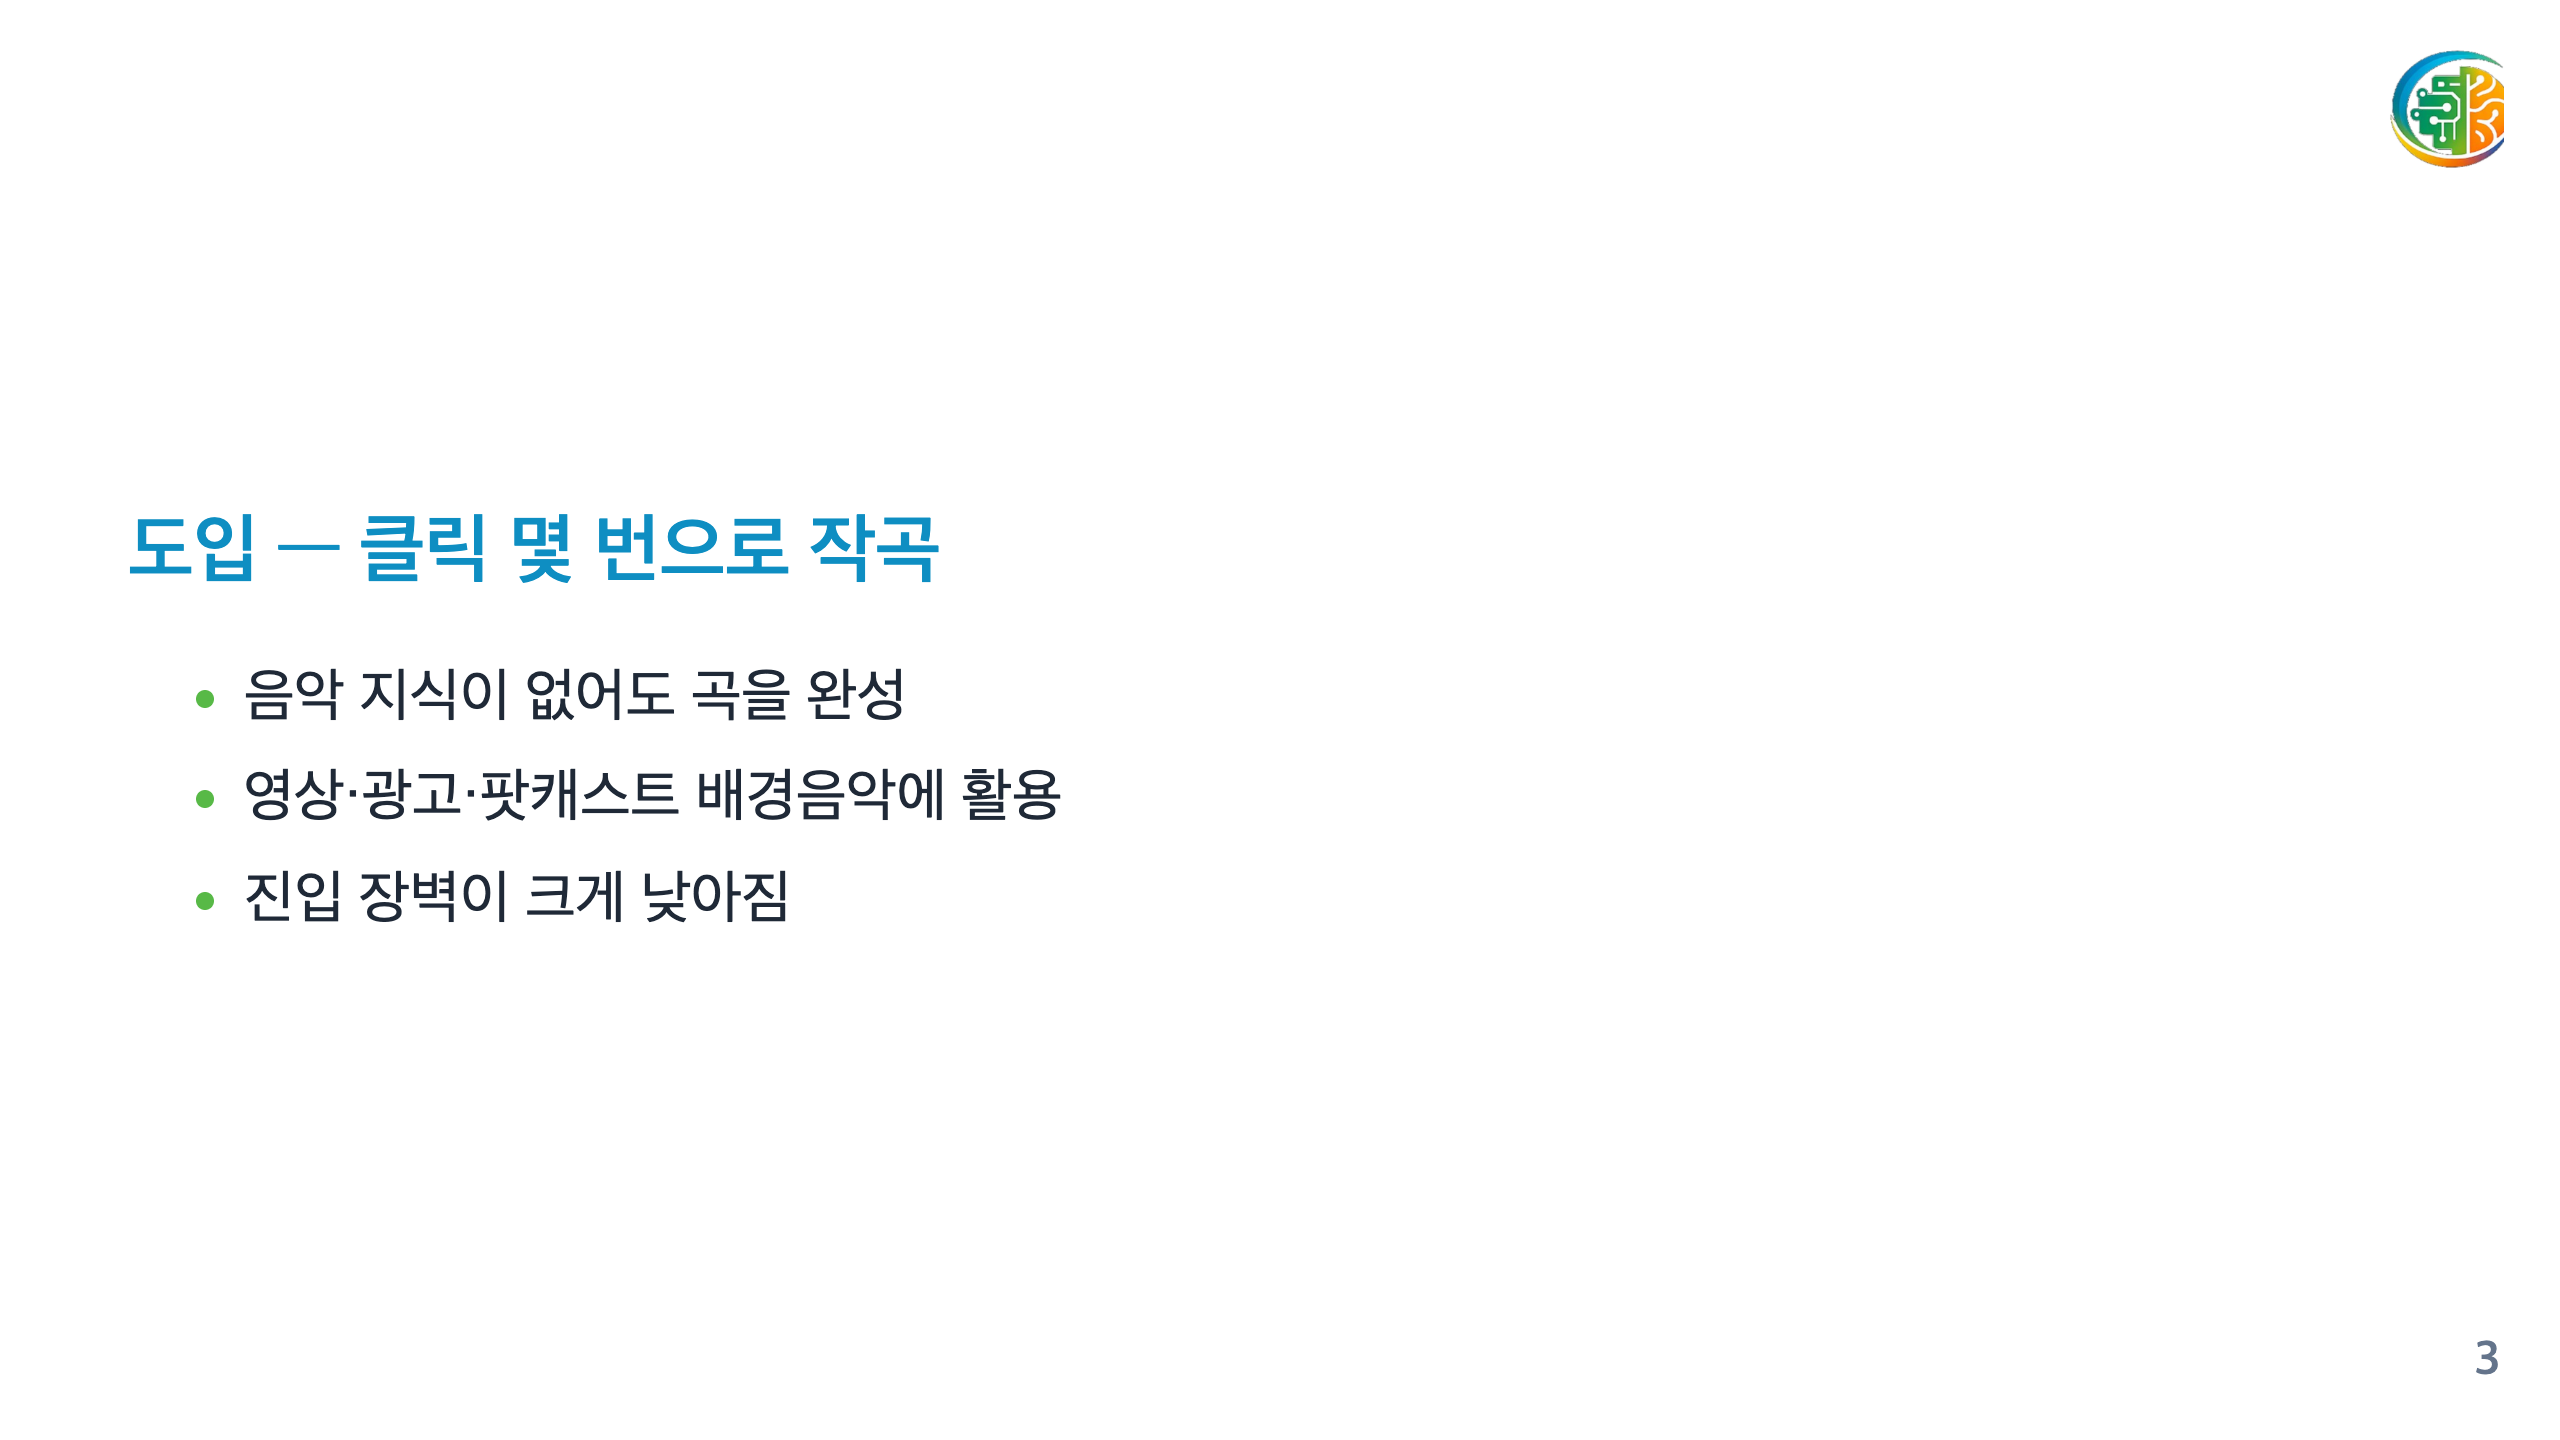 도입 — 클릭 몇 번으로 작곡
• 음악 지식이 없어도 곡을 완성
• 영상·광고·팟캐스트 배경음악에 활용
• 진입 장벽이 크게 낮아짐
3